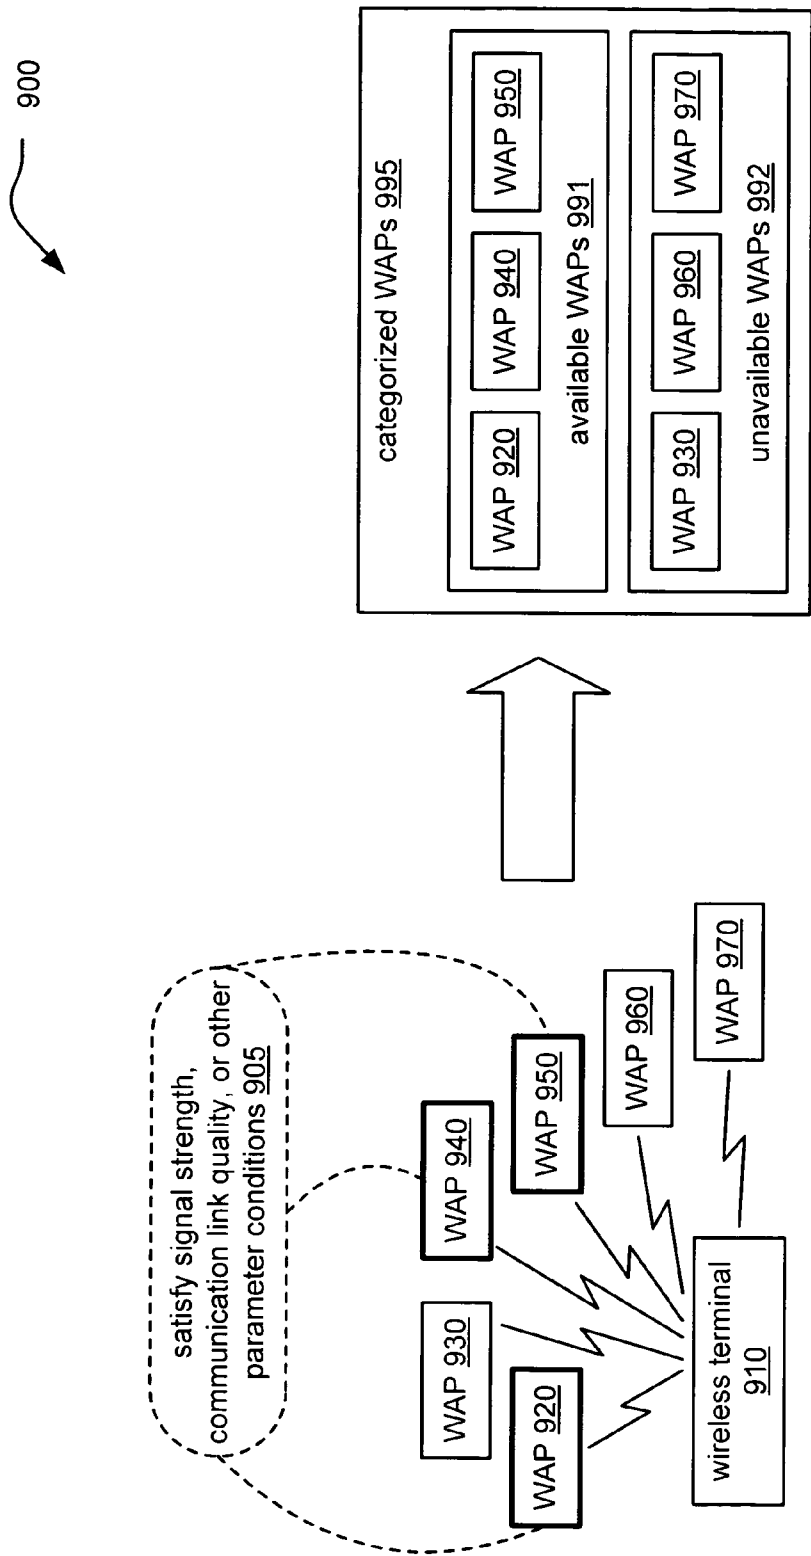 900
satisfy signal strength,
communication link quality, or other
parameter conditions 905
WAP 940
WAP 930
WAP 950
WAP 920
WAP 960
WAP 970
wireless terminal
910
categorized WAPs 995
WAP 920
WAP 940
WAP 950
available WAPs 991
WAP 930
WAP 960
WAP 970
unavailable WAPs 992